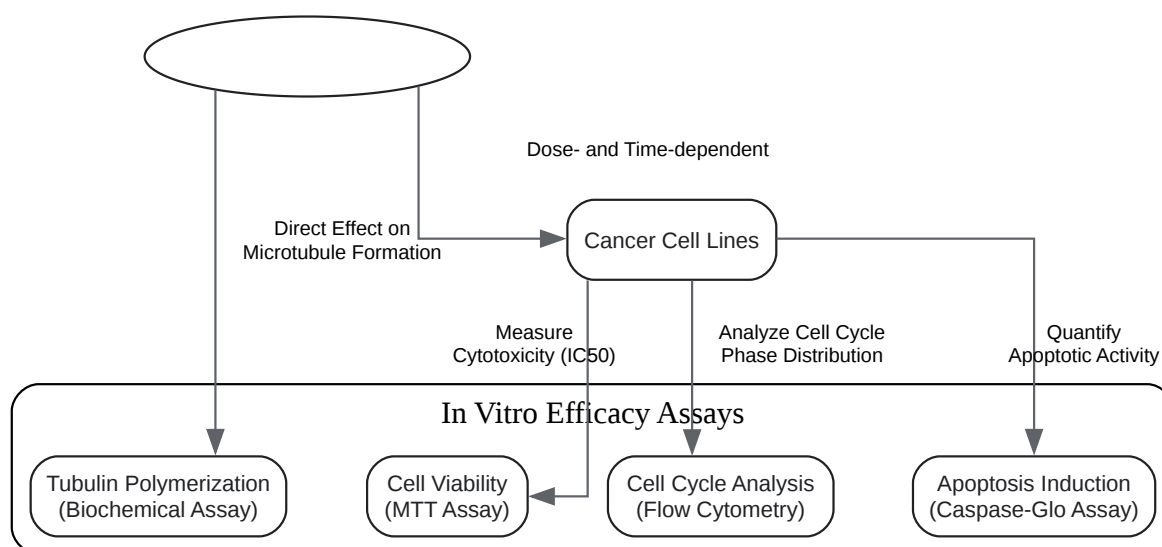 Dose- and Time-dependent
Cancer Cell Lines
Direct Effect on
Microtubule Formation
Measure
Cytotoxicity (IC50)
Analyze Cell Cycle
Phase Distribution
Quantify
Apoptotic Activity
In Vitro Efficacy Assays
Tubulin Polymerization
(Biochemical Assay)
Cell Viability
(MTT Assay)
Cell Cycle Analysis
(Flow Cytometry)
Apoptosis Induction
(Caspase-Glo Assay)